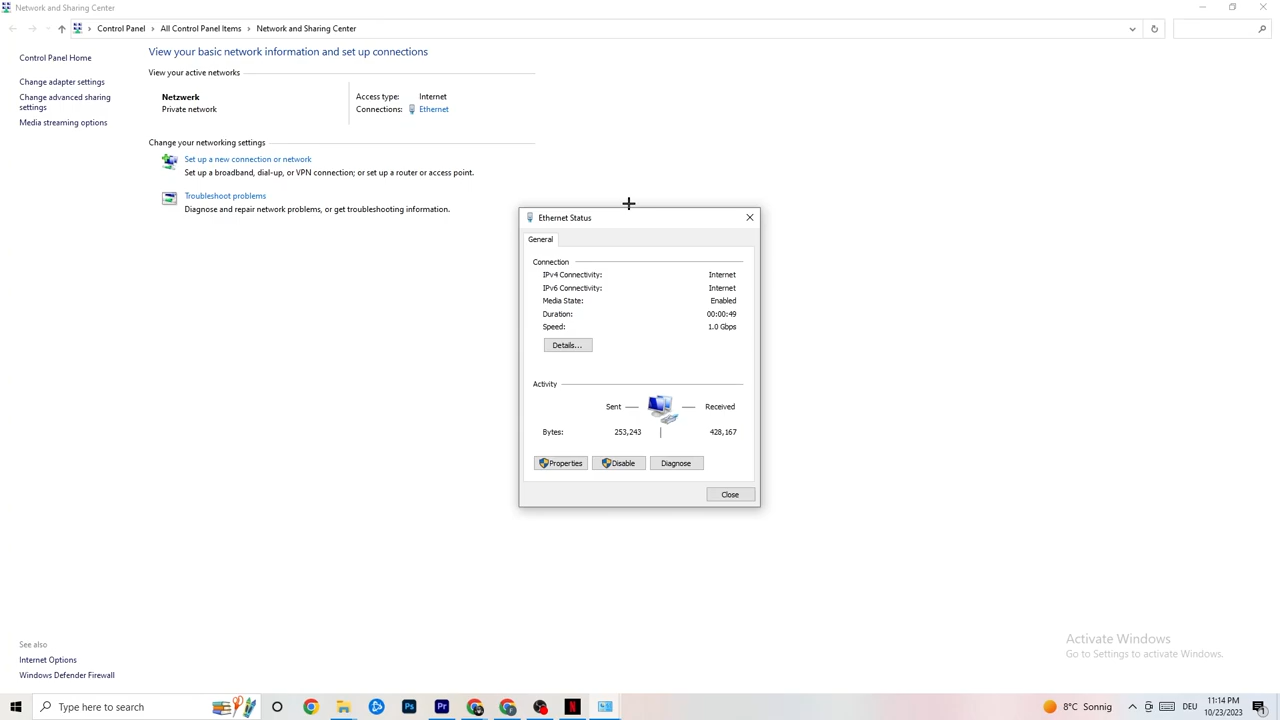 Network and Sharing Center
Control Panel > All Control Panel Items > Network and Sharing Center
Control Panel Home
Change adapter settings
Change advanced sharing
settings
Media streaming options
View your basic network information and set up connections
View your active networks
Netzwerk
Private network
Access type: Internet
Connections: Ethernet
Change your networking settings
Set up a new connection or network
Set up a broadband, dial-up, or VPN connection; or set up a router or access point.
Troubleshoot problems
Diagnose and repair network problems, or get troubleshooting information.
Ethernet Status
General
Connection
IPv4 Connectivity: Internet
IPv6 Connectivity: Internet
Media State: Enabled
Duration: 00:00:49
Speed: 1.0 Gbps
Details...
Activity
Sent — — Received
Bytes: 253,243 | 428,167
Properties Disable Diagnose
Close
See also
Internet Options
Windows Defender Firewall
Activate Windows
Go to Settings to activate Windows.
Type here to search
Ps
Pr
N
8°C Sonnig
DEU
11:14 PM
10/23/2023